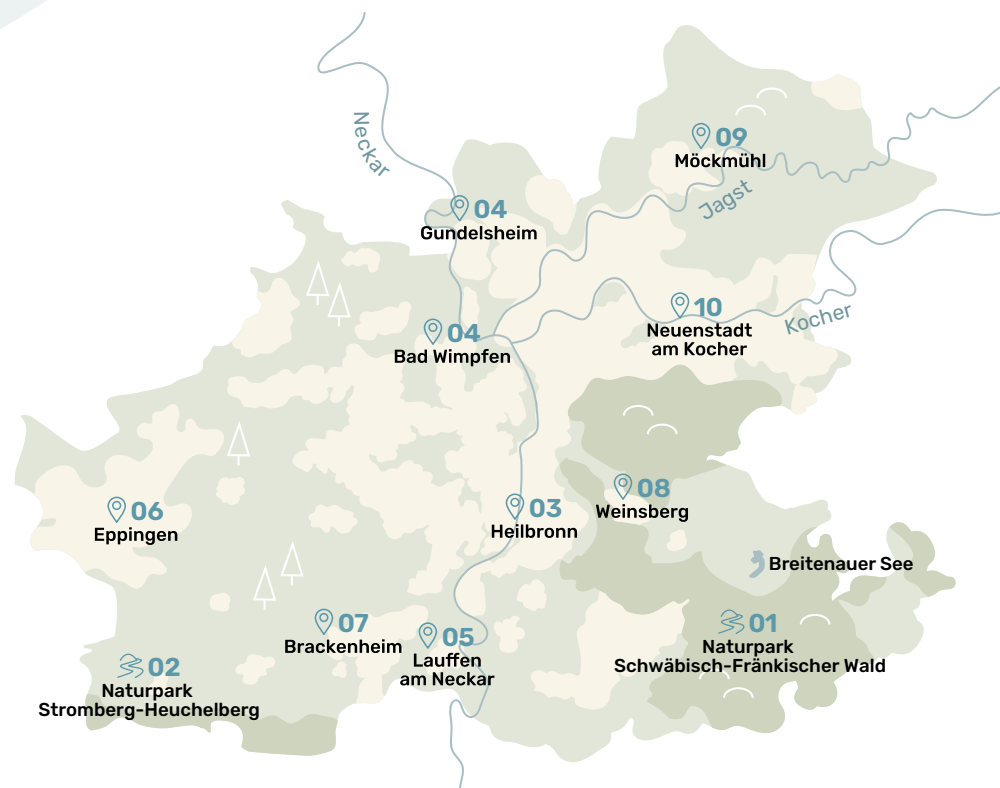 Neckar
09
Möckmühl
Jagst
04
Gundelsheim
10
Neuenstadt
am Kocher
Kocher
04
Bad Wimpfen
08
Weinsberg
03
Heilbronn
06
Eppingen
Breitenauer See
01
Naturpark
Schwäbisch-Fränkischer Wald
07
Brackenheim
05
Lauffen
am Neckar
02
Naturpark
Stromberg-Heuchelberg